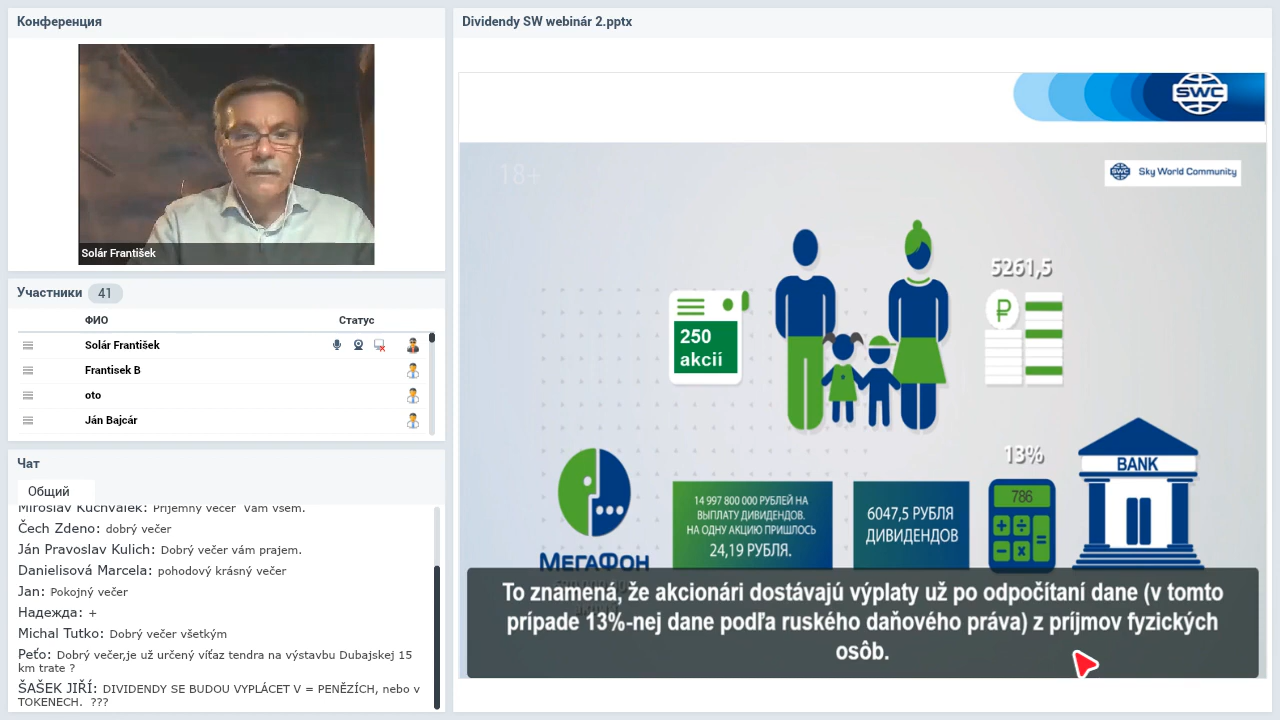 Конференция
Solár František
Участники 41
ФИО Статус
Solár František
Frantisek B
oto
Ján Bajcár
Чат
Общий
Miroslav Kuchválek: Príjemný večer vám všem.
Čech Zdeno: dobrý večer
Ján Pravoslav Kulich: Dobrý večer vám prajem.
Danielisová Marcela: pohodový krásný večer
Jan: Pokojný večer
Надежда: +
Michal Tutko: Dobrý večer všetkým
Peťo: Dobrý večer,je už určený víťaz tendra na výstavbu Dubajskej 15
km trate ?
ŠAŠEK JIŘÍ: DIVIDENDY SE BUDOU VYPLÁCET V = PENĚZÍCH, nebo v
TOKENECH. ???
Dividendy SW webinár 2.pptx
SWC
18+
SWC Sky World Community
5261,5
250
akcií
₽
13%
BANK
786
МЕГАФОН
14 997 800 000 РУБЛЕЙ НА
ВЫПЛАТУ ДИВИДЕНДОВ.
НА ОДНУ АКЦИЮ ПРИШЛОСЬ
24,19 РУБЛЯ.
6047,5 РУБЛЯ
ДИВИДЕНДОВ
To znamená, že akcionári dostávajú výplaty už po odpočítaní dane (v tomto
prípade 13%-nej dane podľa ruského daňového práva) z príjmov fyzických
osôb.